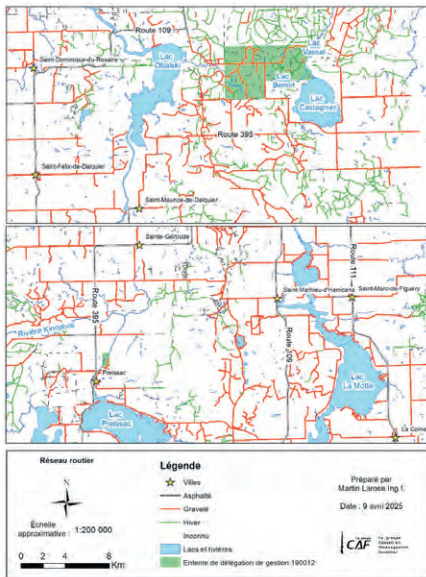 Route 109
Saint-Dominique-du-Rosaire
Lac
Obalski
Lac
Vassal
Lac
Berrot
Lac
Castagnier
Route 395
Saint-Félix-de-Dalquier
Saint-Maurice-de-Dalquier
Sainte-Gertrude
Route 395
Rivière Kinojévis
Preissac
Lac
Preissac
Route 111
Saint-Mathieu-d'Harricana
Saint-Marc-de-Figuery
Route 109
Lac
La Motte
La Corne
Réseau routier
N
Échelle
approximative : 1:200 000
0 2 4 8
Km
Légende
Villes
Asphalté
Gravelé
Hiver
Inconnu
Lacs et rivières
Entente de délégation de gestion 190012
Préparé par
Martin Larose Ing.f.
Date : 9 avril 2025
CAF
Le groupe